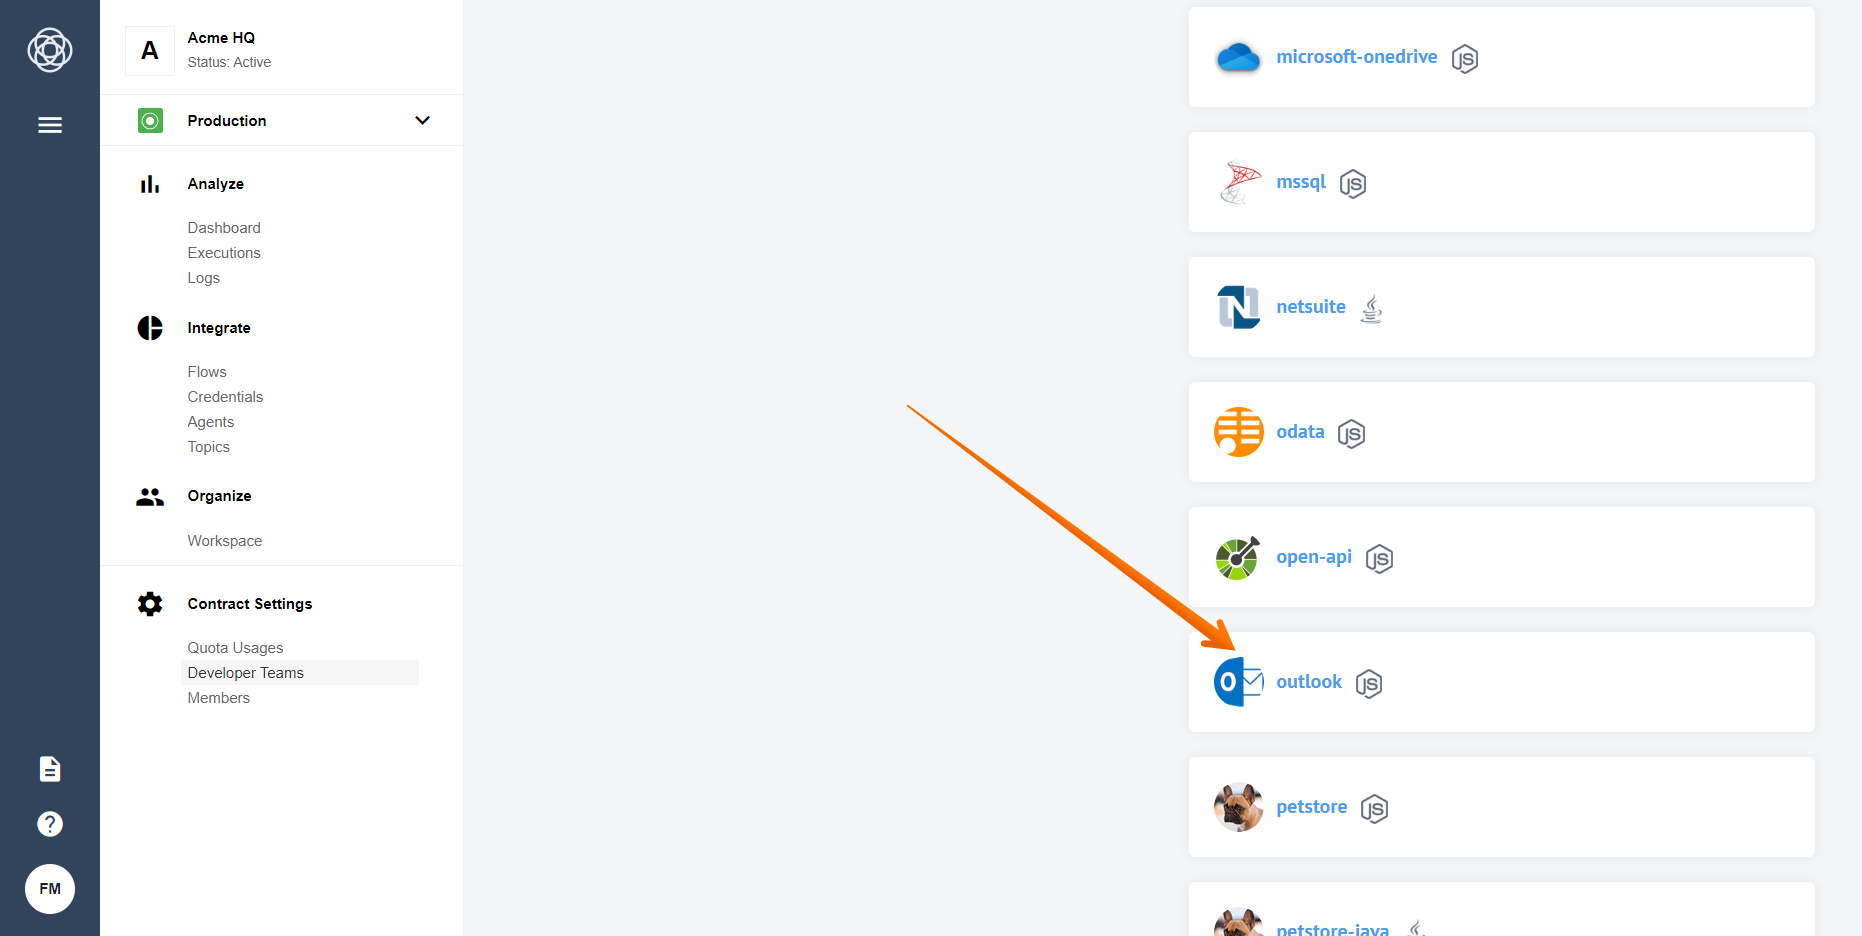 A
Acme HQ
Status: Active
Production
Analyze
Dashboard
Executions
Logs
Integrate
Flows
Credentials
Agents
Topics
Organize
Workspace
Contract Settings
Quota Usages
Developer Teams
Members
?
FM
microsoft-onedrive JS
mssql JS
N netsuite
odata JS
open-api JS
O outlook JS
petstore JS
petstore-java